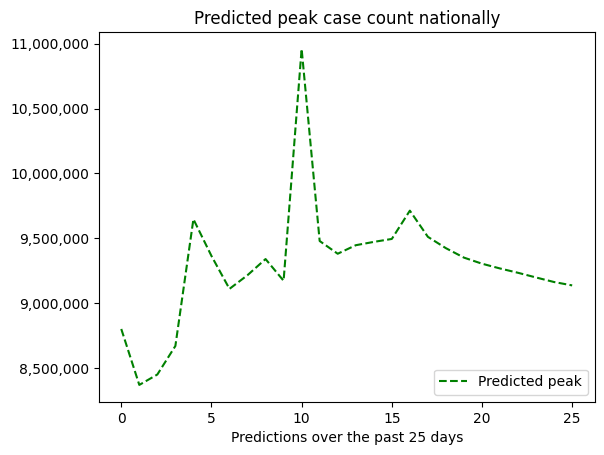 Predicted peak case count nationally
11,000,000
10,500,000
10,000,000
9,500,000
9,000,000
8,500,000
Predicted peak
0 5 10 15 20 25
Predictions over the past 25 days